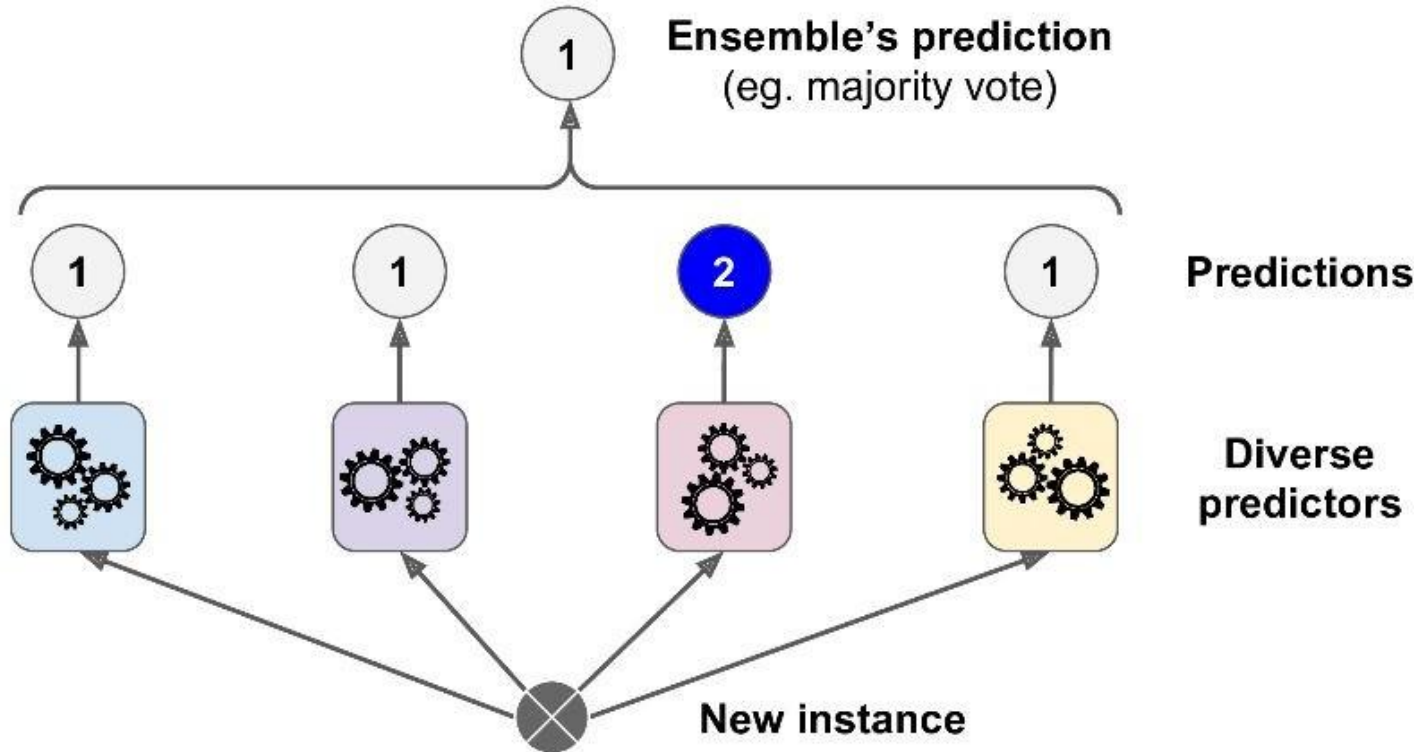 1
Ensemble’s prediction
(eg. majority vote)
1 1 2 1 Predictions
Diverse
predictors
New instance